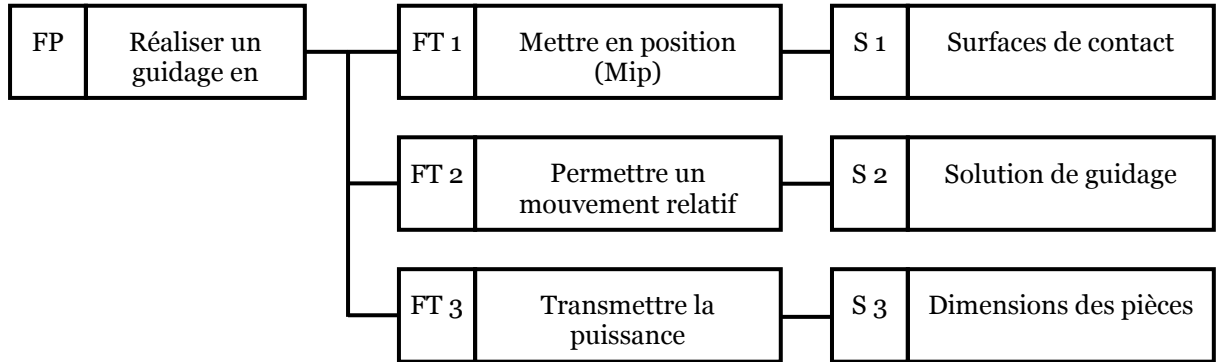 FP
Réaliser un
guidage en
FT 1
Mettre en position
(Mip)
S 1
Surfaces de contact
FT 2
Permettre un
mouvement relatif
S 2
Solution de guidage
FT 3
Transmettre la
puissance
S 3
Dimensions des pièces